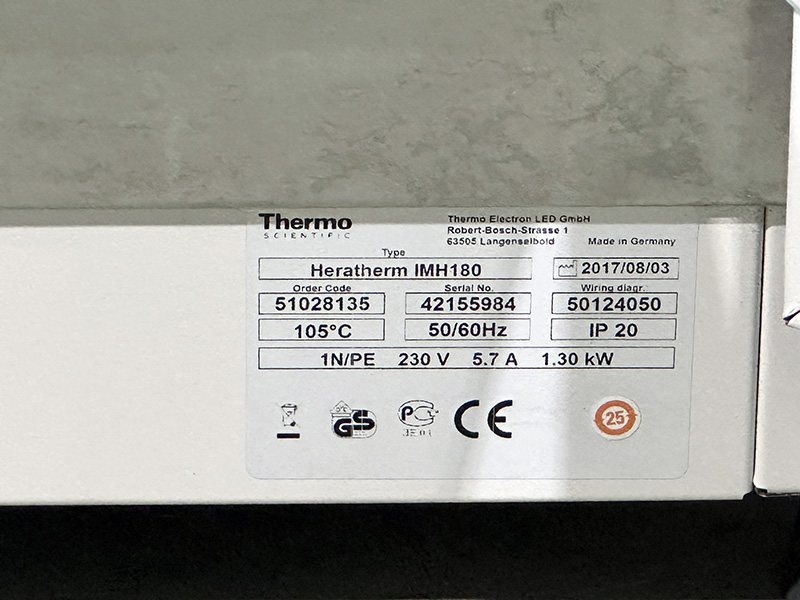 Thermo
SCIENTIFIC
Thermo Electron LED GmbH
Robert-Bosch-Strasse 1
63505 Langenselbold
Made in Germany
Type
Heratherm IMH180
2017/08/03
Order Code
Serial No.
Wiring diagr.
51028135
42155984
50124050
105°C
50/60Hz
IP 20
1N/PE 230 V 5.7 A 1.30 kW
GS
PC
CE
25